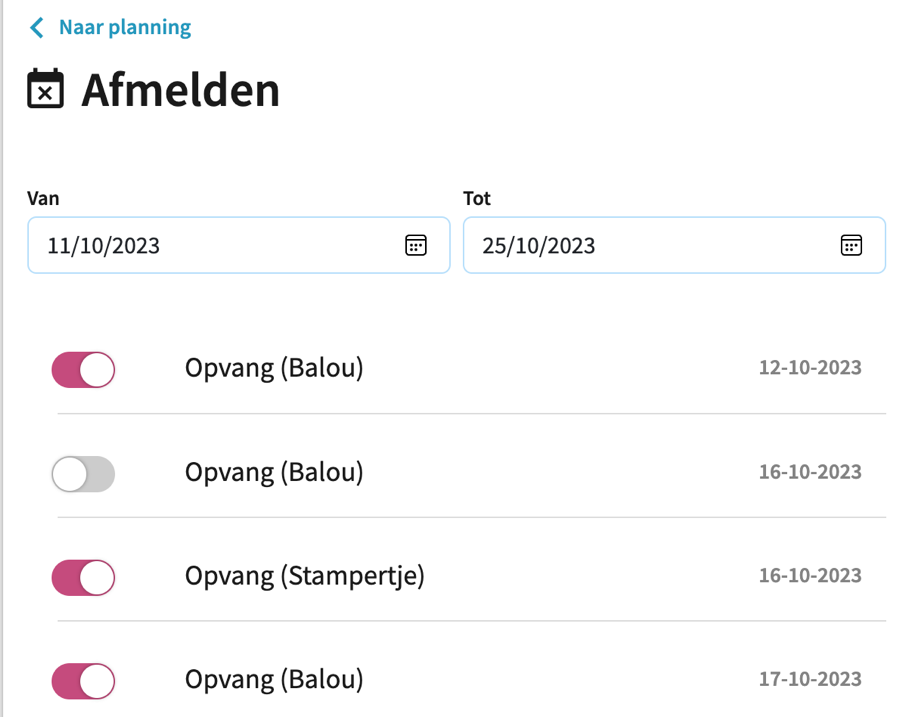 Naar planning
Afmelden
Van
Tot
11/10/2023
25/10/2023
Opvang (Balou)
12-10-2023
Opvang (Balou)
16-10-2023
Opvang (Stampertje)
16-10-2023
Opvang (Balou)
17-10-2023